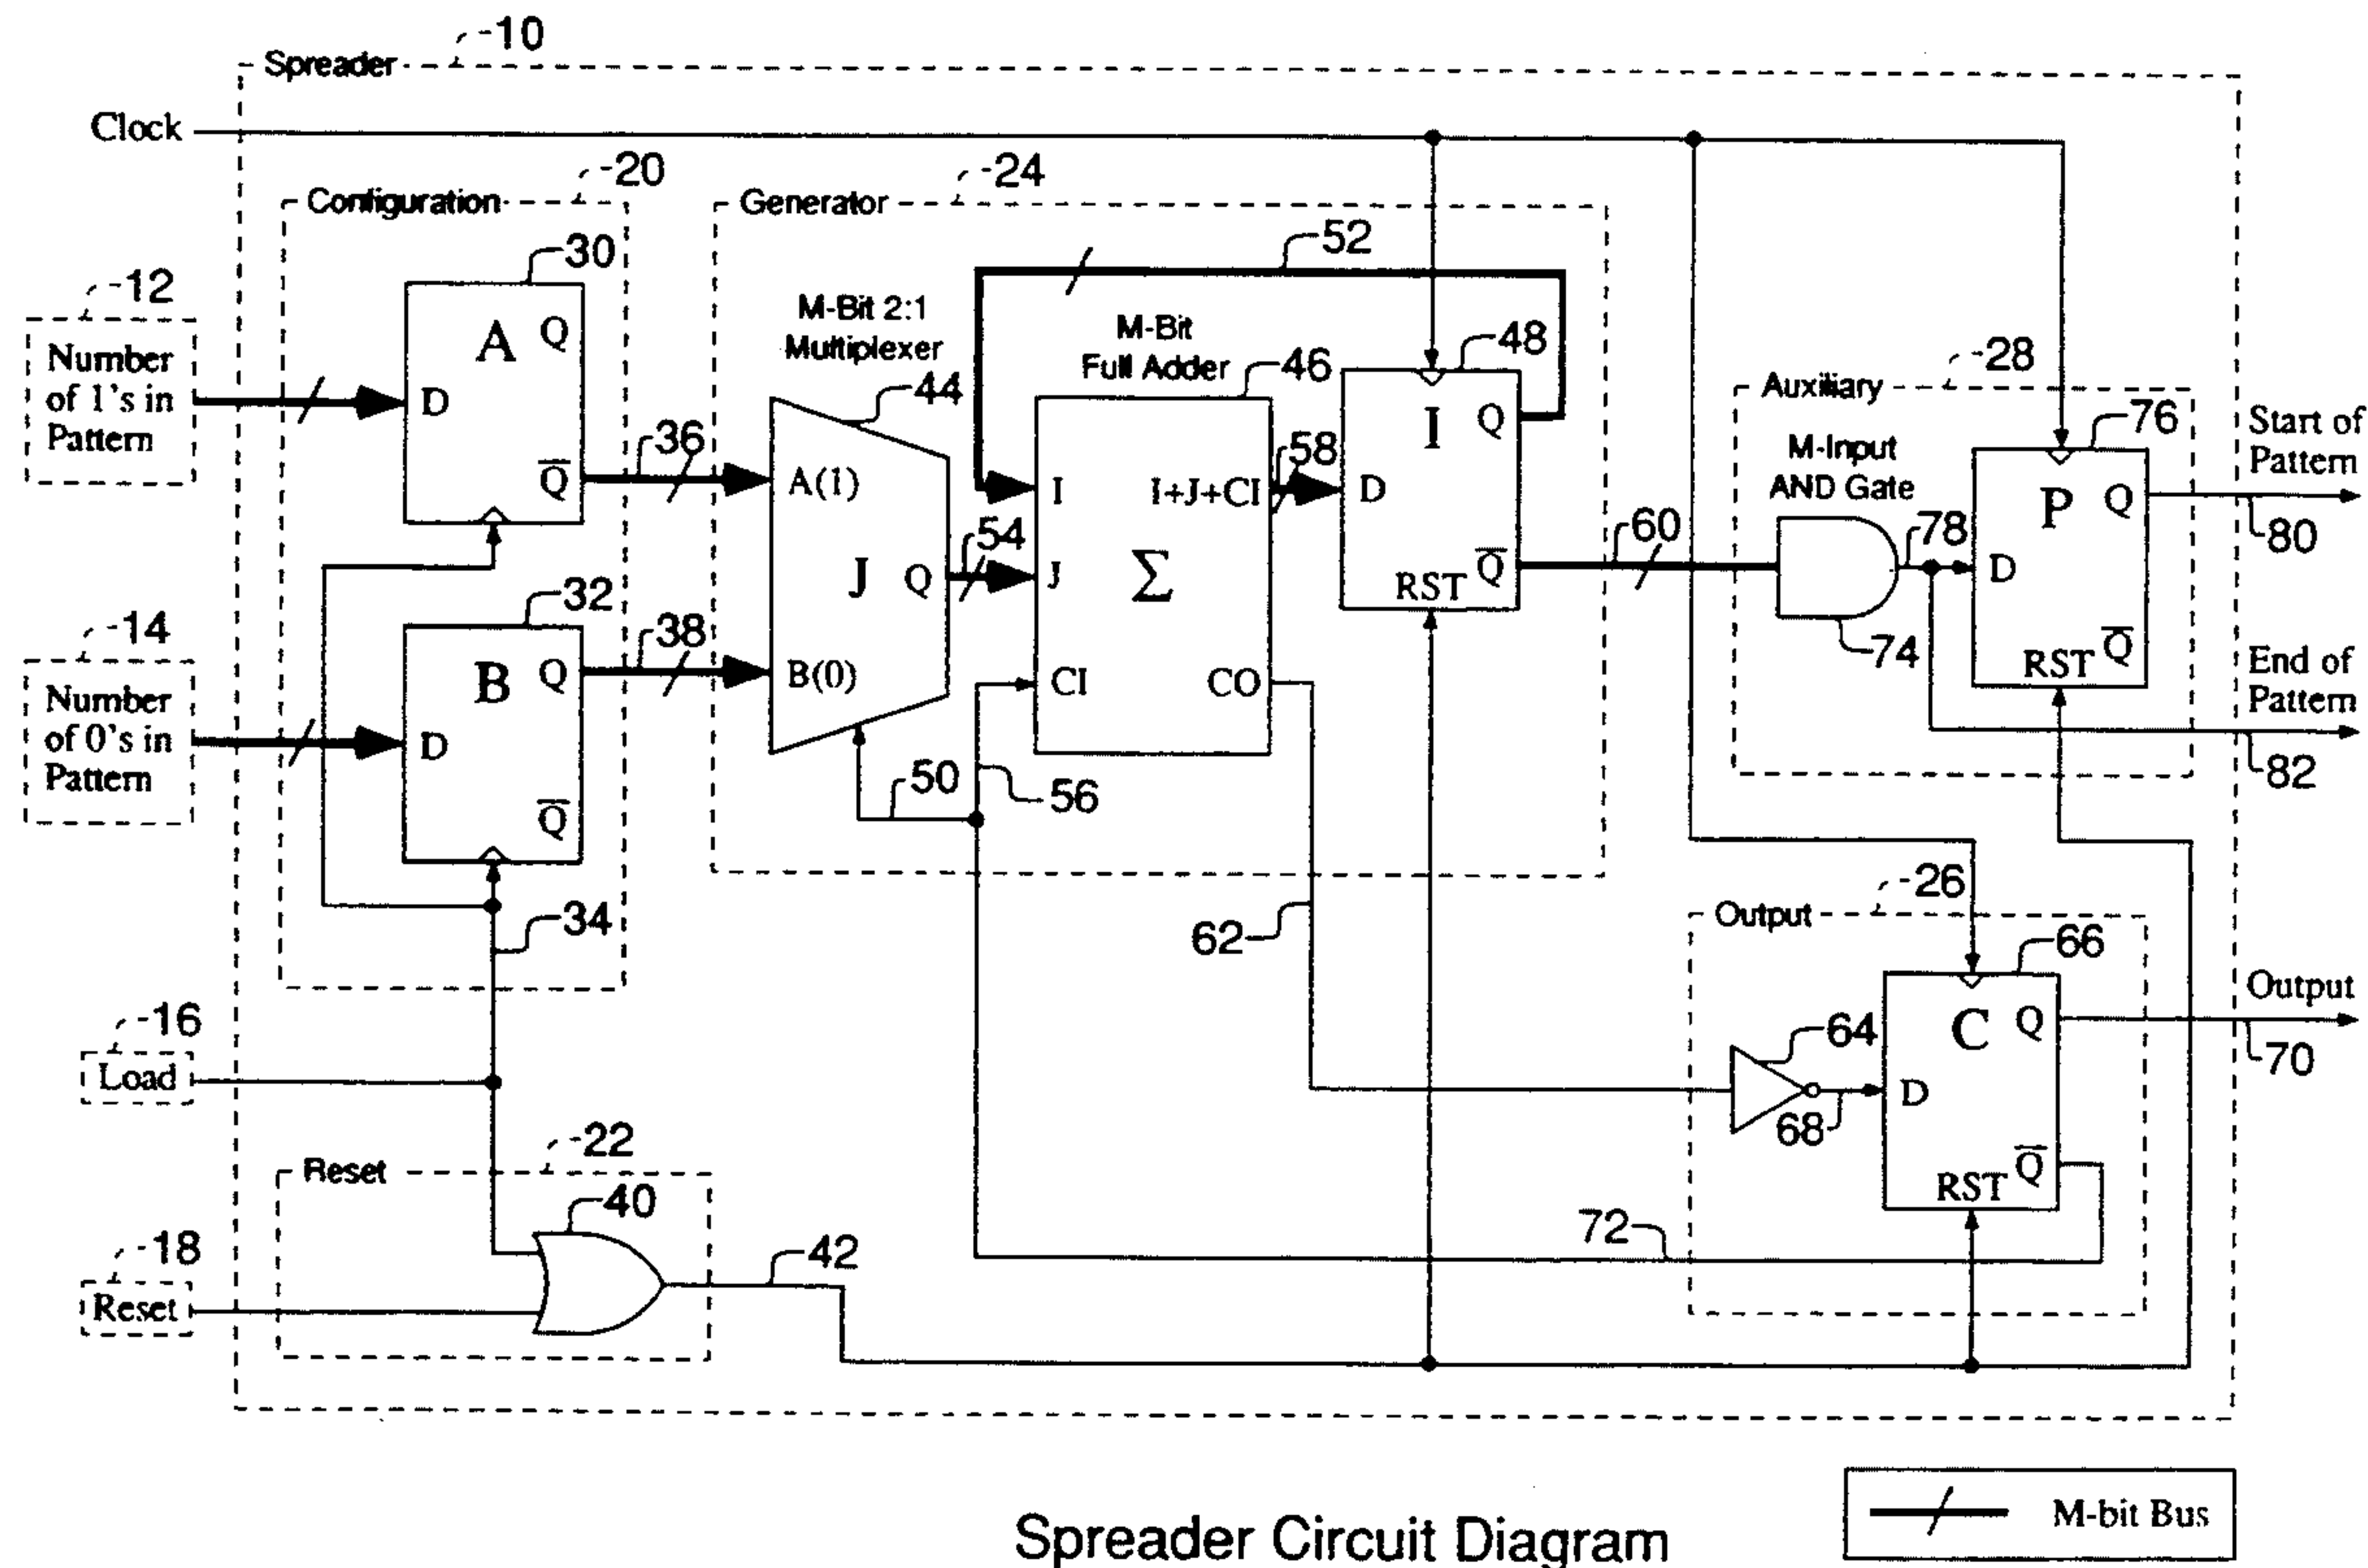 Spreader
10
Clock
Configuration
20
Generator
24
12
Number
of 1's in
Pattern
30
A
Q
D
Q̅
36
M-Bit 2:1
Multiplexer
44
A(1)
J
Q
B(0)
54
50
56
52
M-Bit
Full Adder
46
I
I+J+CI
J
Σ
CI
CO
58
48
I
Q
D
Q̅
RST
60
Auxiliary
28
M-Input
AND Gate
74
78
76
P
Q
D
Q̅
RST
Start of
Pattern
80
End of
Pattern
82
14
Number
of 0's in
Pattern
32
B
Q
D
Q̅
38
34
62
Output
26
66
64
68
C
Q
D
Q̅
RST
Output
70
72
16
Load
Reset
22
40
42
18
Reset
Spreader Circuit Diagram
M-bit Bus